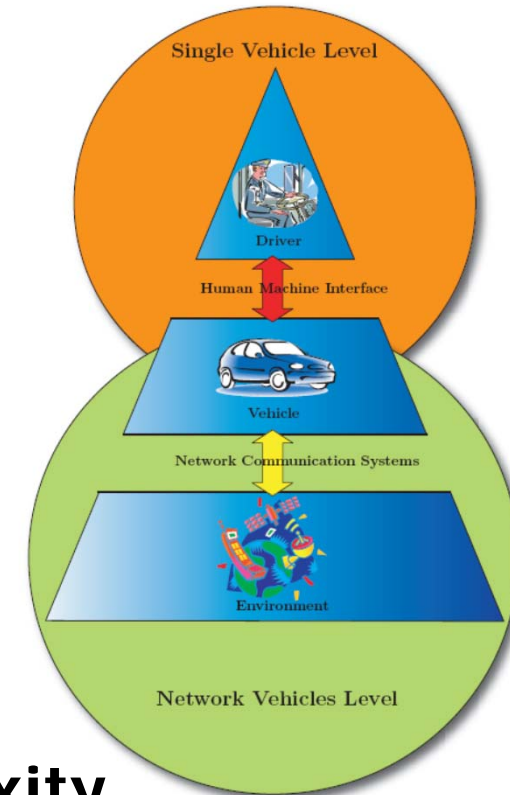 Single Vehicle Level
Driver
Human Machine Interface
Vehicle
Network Communication Systems
Environment
Network Vehicles Level